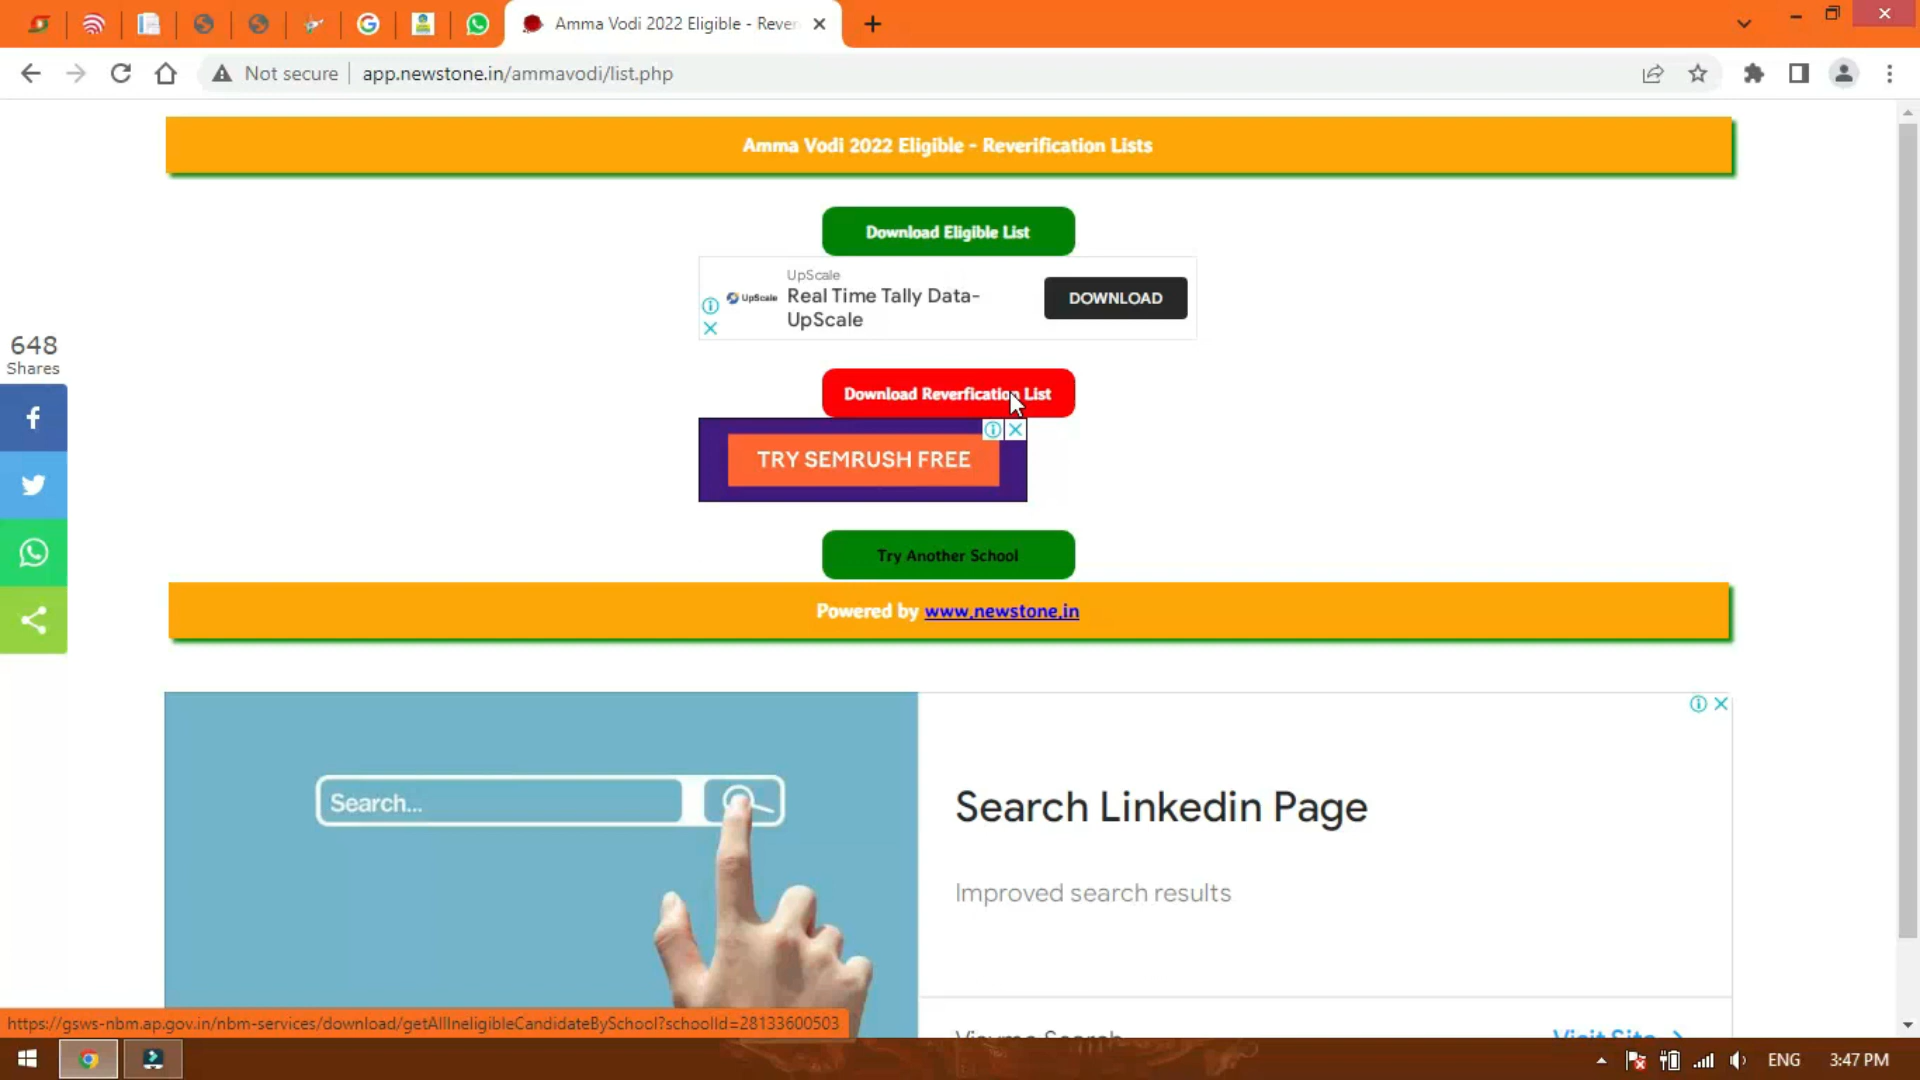 Amma Vodi 2022 Eligible - Rever
Not secure
app.newstone.in/ammavodi/list.php
Amma Vodi 2022 Eligible - Reverification Lists
Download Eligible List
UpScale
UpScale
Real Time Tally Data-
UpScale
DOWNLOAD
648
Shares
Download Reverfication List
TRY SEMRUSH FREE
Try Another School
Powered by www.newstone.in
Search...
Search Linkedin Page
Improved search results
Visit Site
https://gsws-nbm.ap.gov.in/nbm-services/download/getAllIneligibleCandidateBySchool?schoolId=28133600503
ENG
3:47 PM